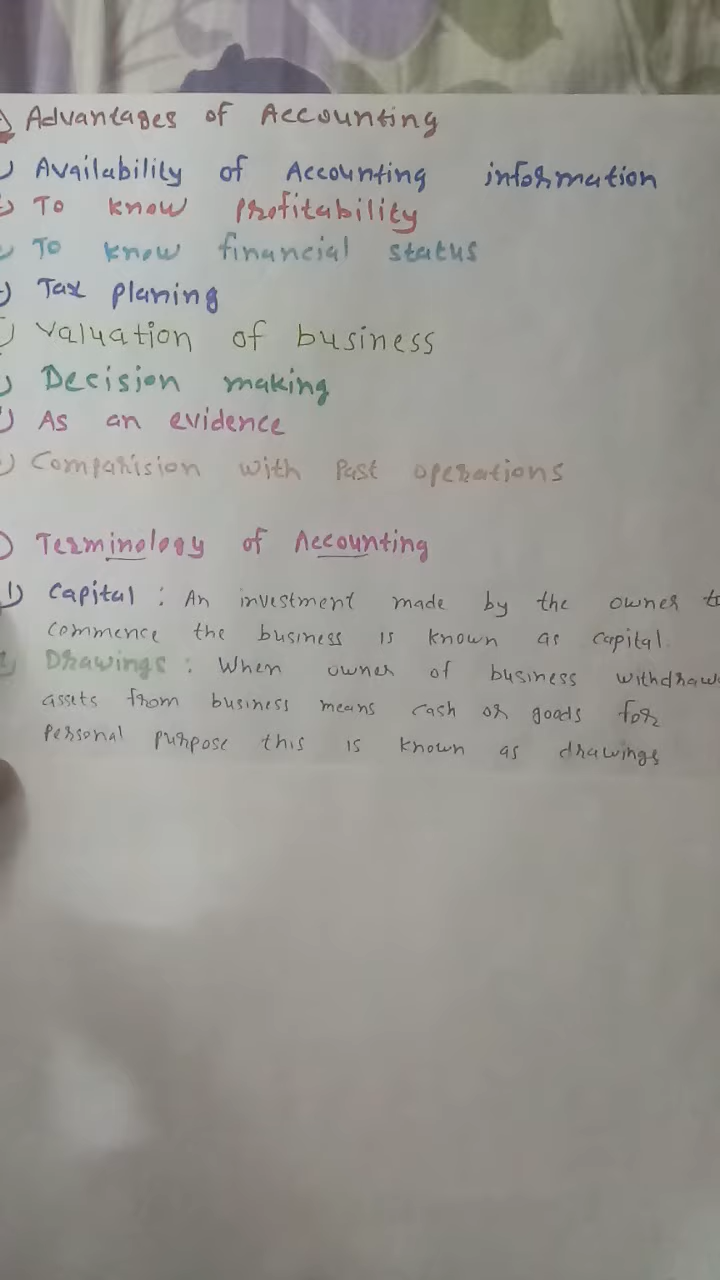 Advantages of Accounting
Availability of Accounting information
To know profitability
To know financial status
Tax planing
Valuation of business
Decision making
As an evidence
Comparision with Past operations
Terminology of Accounting
1) Capital : An investment made by the owner to
commence the business is known as capital.
Drawings : When owner of business withdraw
assets from business means cash or goods for
Personal purpose this is known as drawings